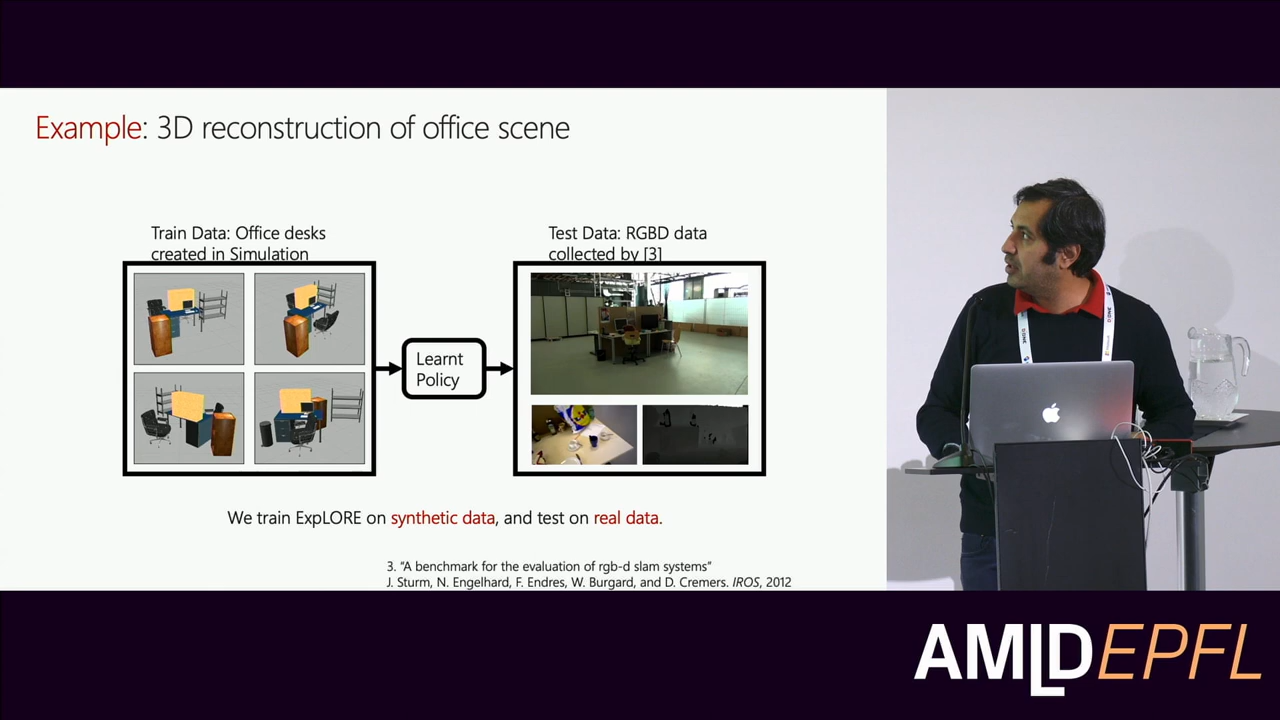 Example: 3D reconstruction of office scene
Train Data: Office desks
created in Simulation
Test Data: RGBD data
collected by [3]
Learnt
Policy
We train ExpLORE on synthetic data, and test on real data.
3. “A benchmark for the evaluation of rgb-d slam systems”
J. Sturm, N. Engelhard, F. Endres, W. Burgard, and D. Cremers. IROS, 2012
AMLDEPFL